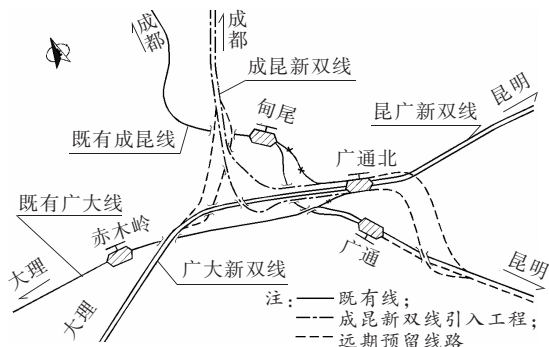 成都
成都
成昆新双线
甸尾
昆广新双线
昆明
既有成昆线
广通北
既有广大线
赤木岭
广通
大理
广大新双线
昆明
大理
注:——既有线;
成昆新双线引入工程;
远期预留线路